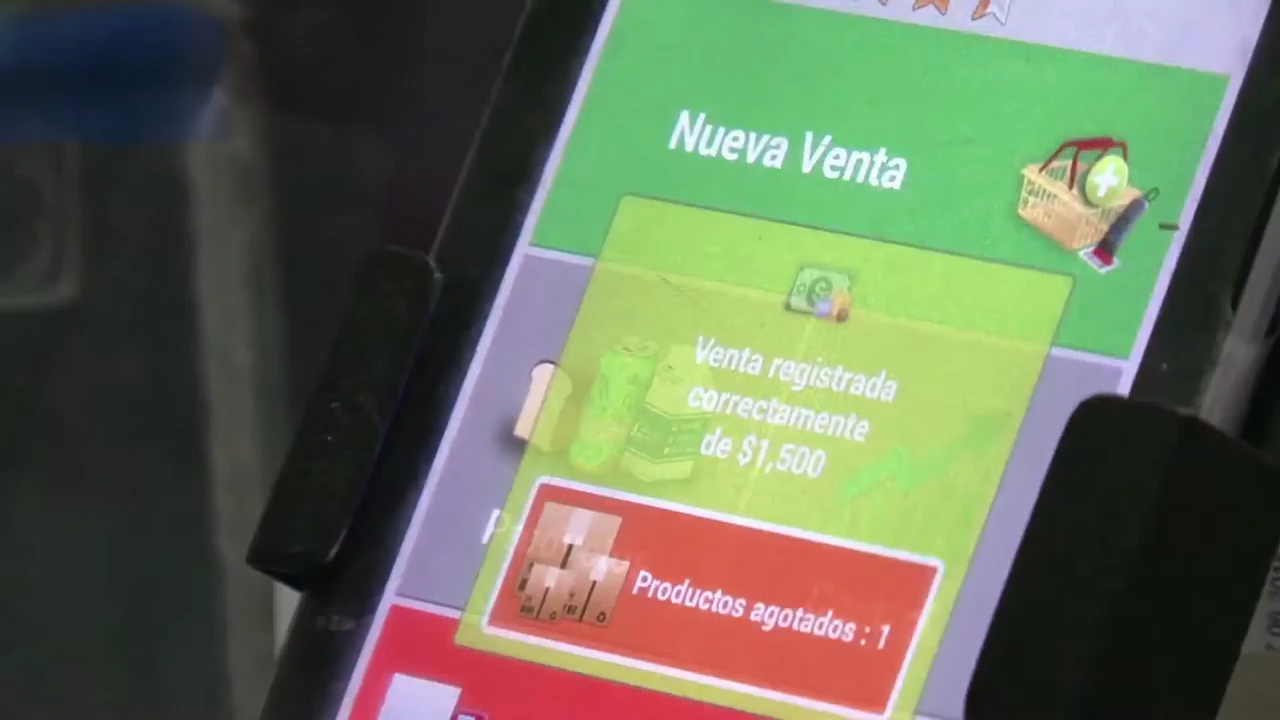 Nueva Venta
Venta registrada
correctamente
de $1,500
Productos agotados : 1